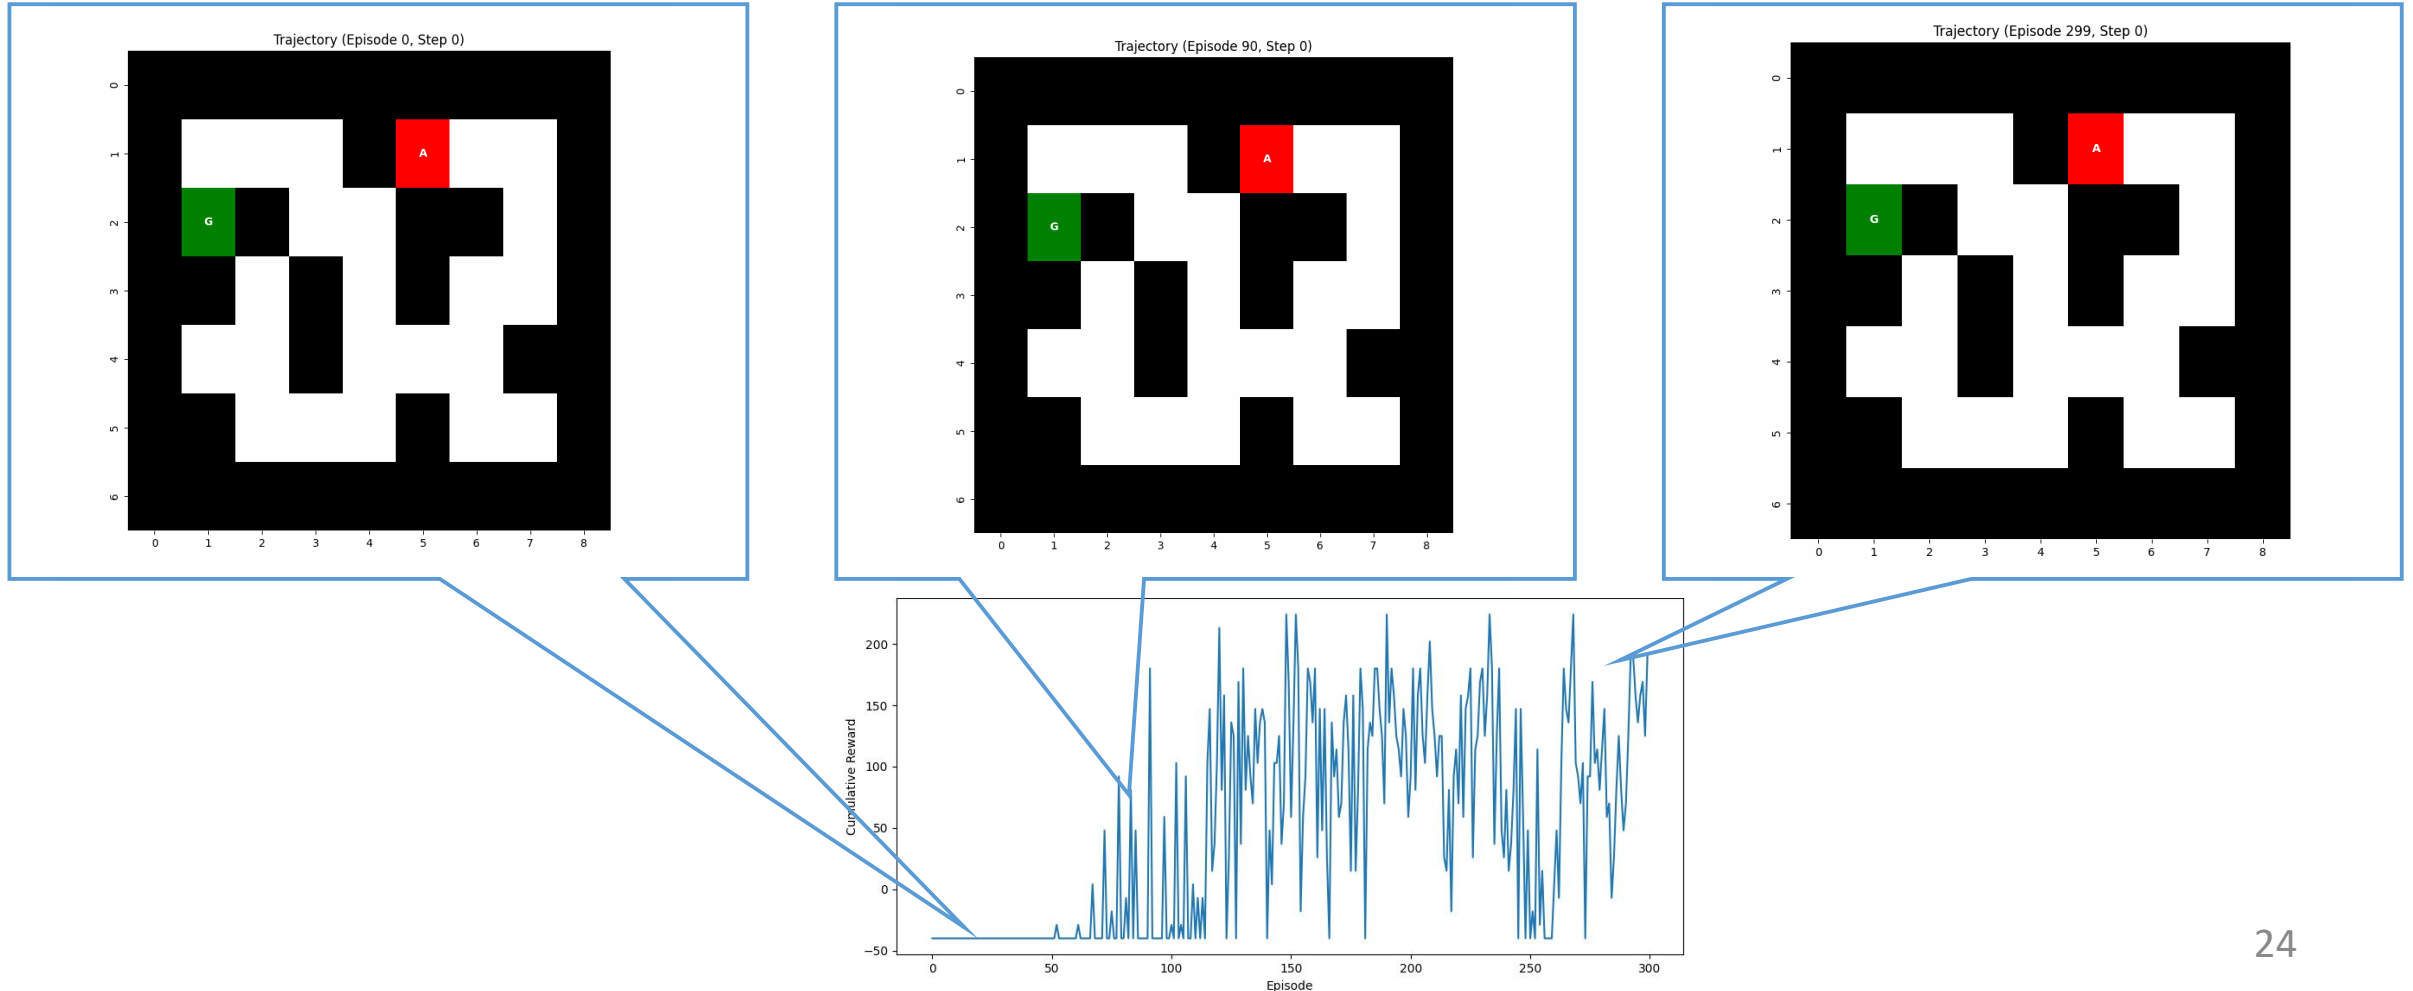 Trajectory (Episode 0, Step 0)
0
1
2
3
4
5
6
A
G
0 1 2 3 4 5 6 7 8
Trajectory (Episode 90, Step 0)
0
1
2
3
4
5
6
A
G
0 1 2 3 4 5 6 7 8
Trajectory (Episode 299, Step 0)
0
1
2
3
4
5
6
A
G
0 1 2 3 4 5 6 7 8
Cumulative Reward
200
150
100
50
0
−50
0 50 100 150 200 250 300
Episode
24